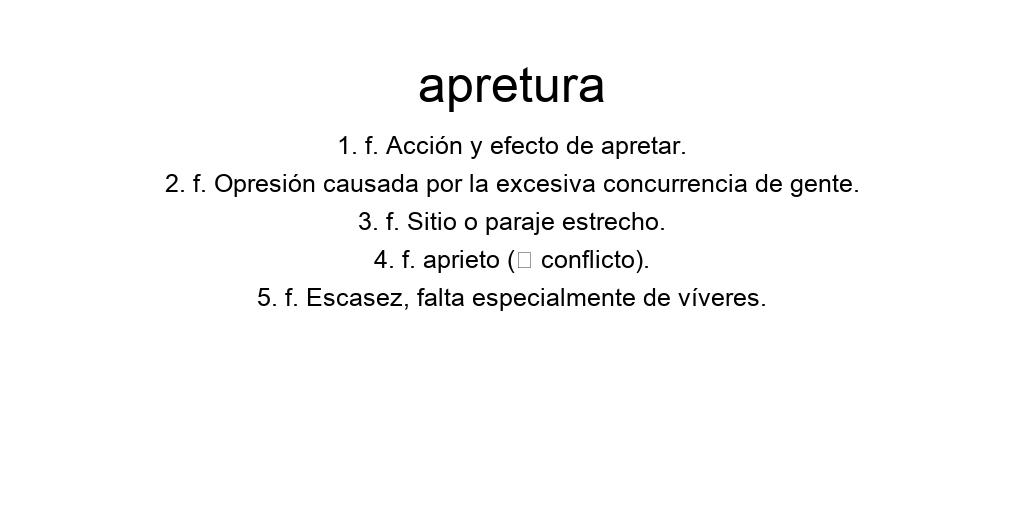 apretura
1. f. Acción y efecto de apretar.
2. f. Opresión causada por la excesiva concurrencia de gente.
3. f. Sitio o paraje estrecho.
4. f. aprieto (□ conflicto).
5. f. Escasez, falta especialmente de víveres.